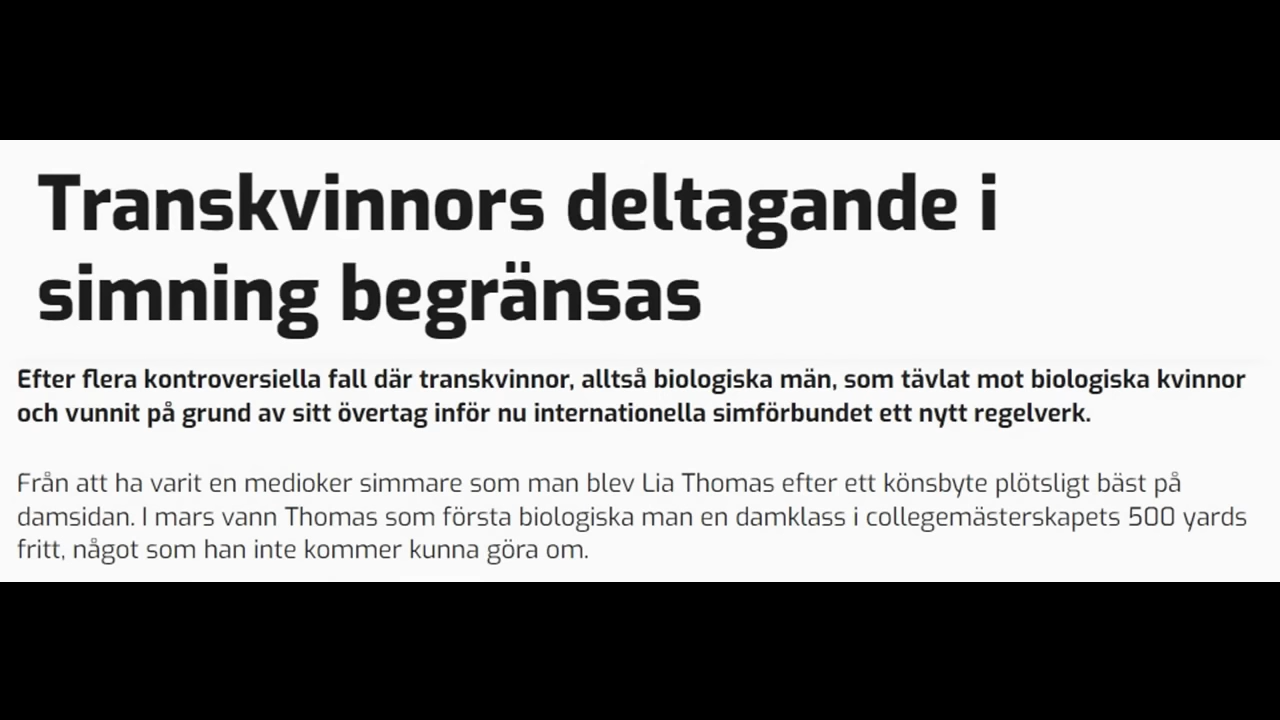 Transkvinnors deltagande i
simning begränsas
Efter flera kontroversiella fall där transkvinnor, alltså biologiska män, som tävlat mot biologiska kvinnor
och vunnit på grund av sitt övertag inför nu internationella simförbundet ett nytt regelverk.
Från att ha varit en medioker simmare som man blev Lia Thomas efter ett könsbyte plötsligt bäst på
damsidan. I mars vann Thomas som första biologiska man en damklass i collegemästerskapets 500 yards
fritt, något som han inte kommer kunna göra om.